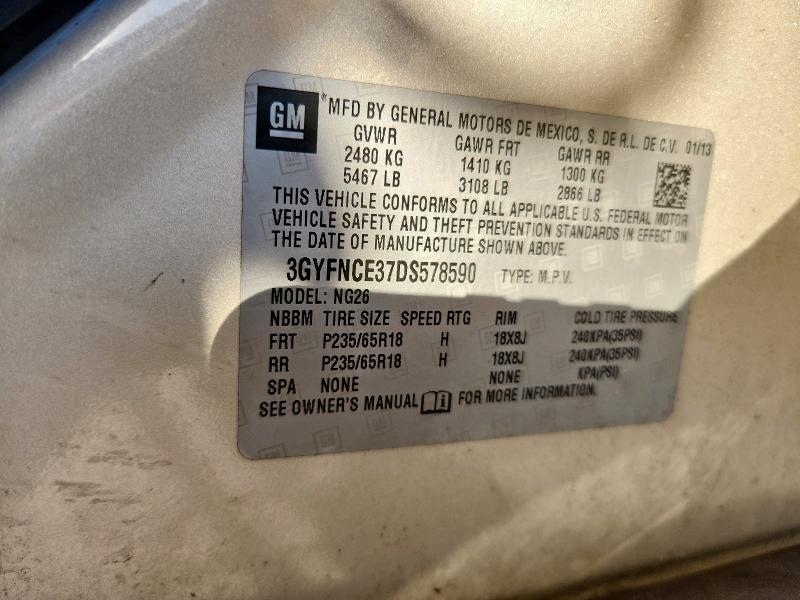 GM
® MFD BY GENERAL MOTORS DE MEXICO, S. DE R.L. DE C.V. 01/13
GVWR GAWR FRT GAWR RR
2480 KG 1410 KG 1300 KG
5467 LB 3108 LB 2866 LB
THIS VEHICLE CONFORMS TO ALL APPLICABLE U.S. FEDERAL MOTOR
VEHICLE SAFETY AND THEFT PREVENTION STANDARDS IN EFFECT ON
THE DATE OF MANUFACTURE SHOWN ABOVE.
3GYFNCE37DS578590 TYPE: M.P.V.
MODEL: NG26
NBBM TIRE SIZE SPEED RTG RIM COLD TIRE PRESSURE
FRT P235/65R18 H 18X8J 240KPA(35PSI)
RR P235/65R18 H 18X8J 240KPA(35PSI)
SPA NONE NONE KPA(PSI)
SEE OWNER'S MANUAL FOR MORE INFORMATION.